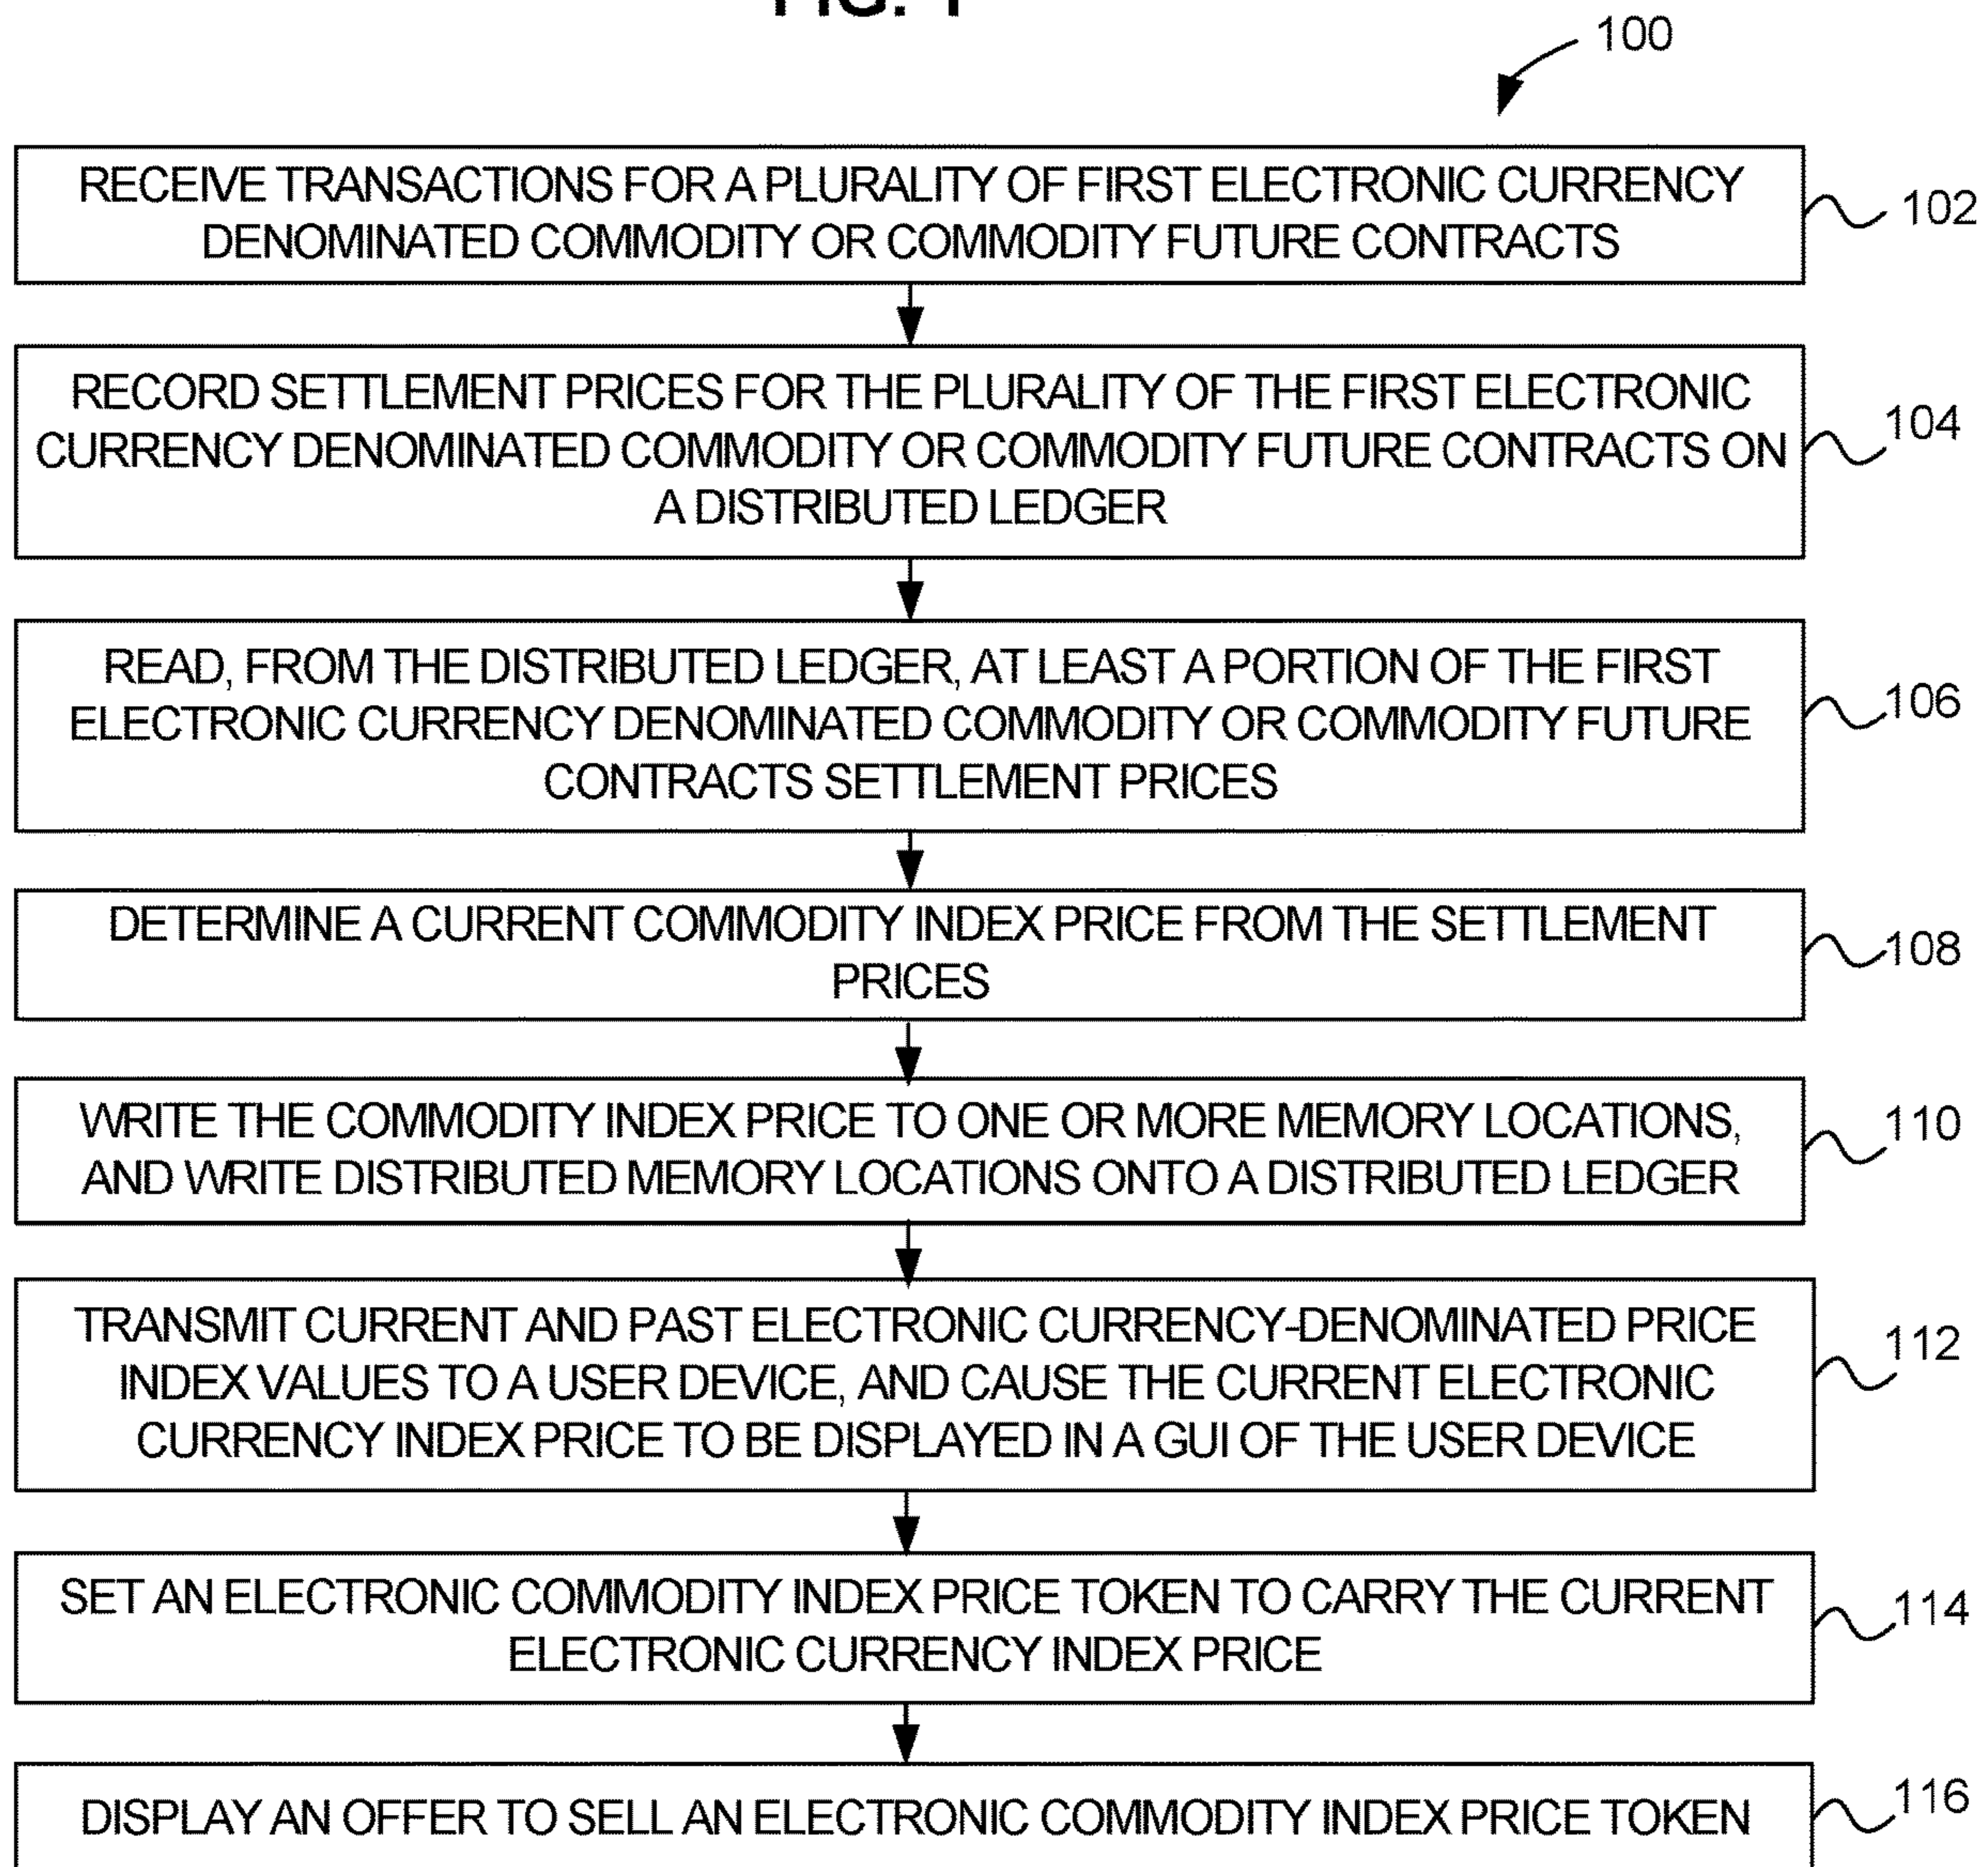 FIG. 1
100
RECEIVE TRANSACTIONS FOR A PLURALITY OF FIRST ELECTRONIC CURRENCY
DENOMINATED COMMODITY OR COMMODITY FUTURE CONTRACTS
102
RECORD SETTLEMENT PRICES FOR THE PLURALITY OF THE FIRST ELECTRONIC
CURRENCY DENOMINATED COMMODITY OR COMMODITY FUTURE CONTRACTS ON
A DISTRIBUTED LEDGER
104
READ, FROM THE DISTRIBUTED LEDGER, AT LEAST A PORTION OF THE FIRST
ELECTRONIC CURRENCY DENOMINATED COMMODITY OR COMMODITY FUTURE
CONTRACTS SETTLEMENT PRICES
106
DETERMINE A CURRENT COMMODITY INDEX PRICE FROM THE SETTLEMENT
PRICES
108
WRITE THE COMMODITY INDEX PRICE TO ONE OR MORE MEMORY LOCATIONS,
AND WRITE DISTRIBUTED MEMORY LOCATIONS ONTO A DISTRIBUTED LEDGER
110
TRANSMIT CURRENT AND PAST ELECTRONIC CURRENCY-DENOMINATED PRICE
INDEX VALUES TO A USER DEVICE, AND CAUSE THE CURRENT ELECTRONIC
CURRENCY INDEX PRICE TO BE DISPLAYED IN A GUI OF THE USER DEVICE
112
SET AN ELECTRONIC COMMODITY INDEX PRICE TOKEN TO CARRY THE CURRENT
ELECTRONIC CURRENCY INDEX PRICE
114
DISPLAY AN OFFER TO SELL AN ELECTRONIC COMMODITY INDEX PRICE TOKEN
116